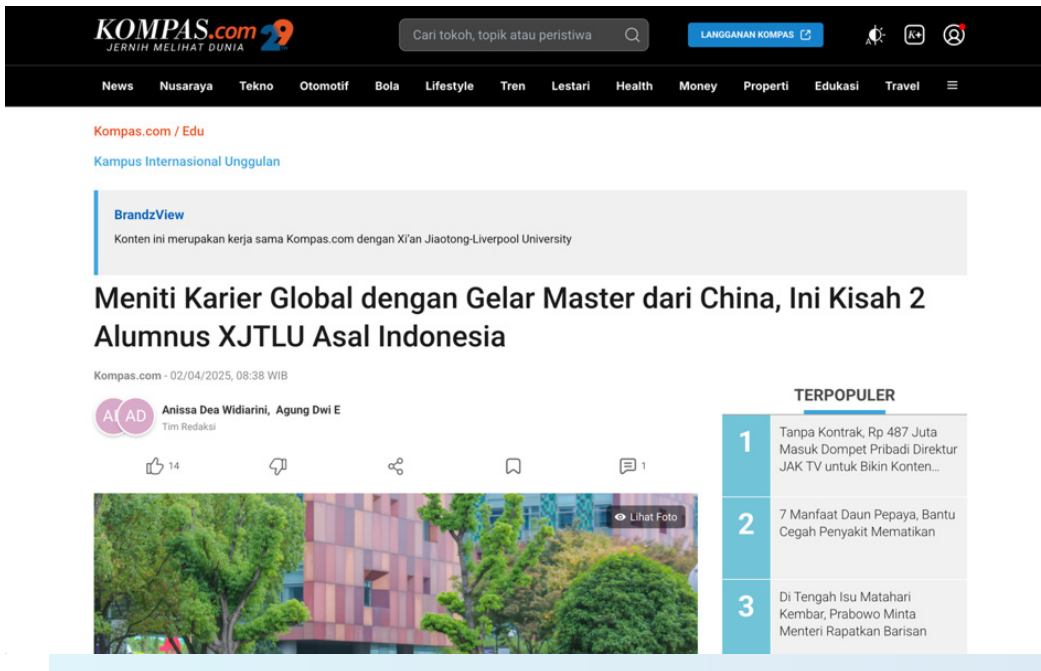 KOMPAS.com 29
JERNIH MELIHAT DUNIA
Cari tokoh, topik atau peristiwa
LANGGANAN KOMPAS
A
K+
News Nusaraya Tekno Otomotif Bola Lifestyle Tren Lestari Health Money Properti Edukasi Travel
Kompas.com / Edu
Kampus Internasional Unggulan
BrandzView
Konten ini merupakan kerja sama Kompas.com dengan Xi'an Jiaotong-Liverpool University
Meniti Karier Global dengan Gelar Master dari China, Ini Kisah 2
Alumnus XJTLU Asal Indonesia
Kompas.com - 02/04/2025, 08:38 WIB
AD
Anissa Dea Widiarini, Agung Dwi E
Tim Redaksi
14
1
Lihat Foto
TERPOPULER
1
Tanpa Kontrak, Rp 487 Juta
Masuk Dompet Pribadi Direktur
JAK TV untuk Bikin Konten...
2
7 Manfaat Daun Pepaya, Bantu
Cegah Penyakit Mematikan
3
Di Tengah Isu Matahari
Kembar, Prabowo Minta
Menteri Rapatkan Barisan